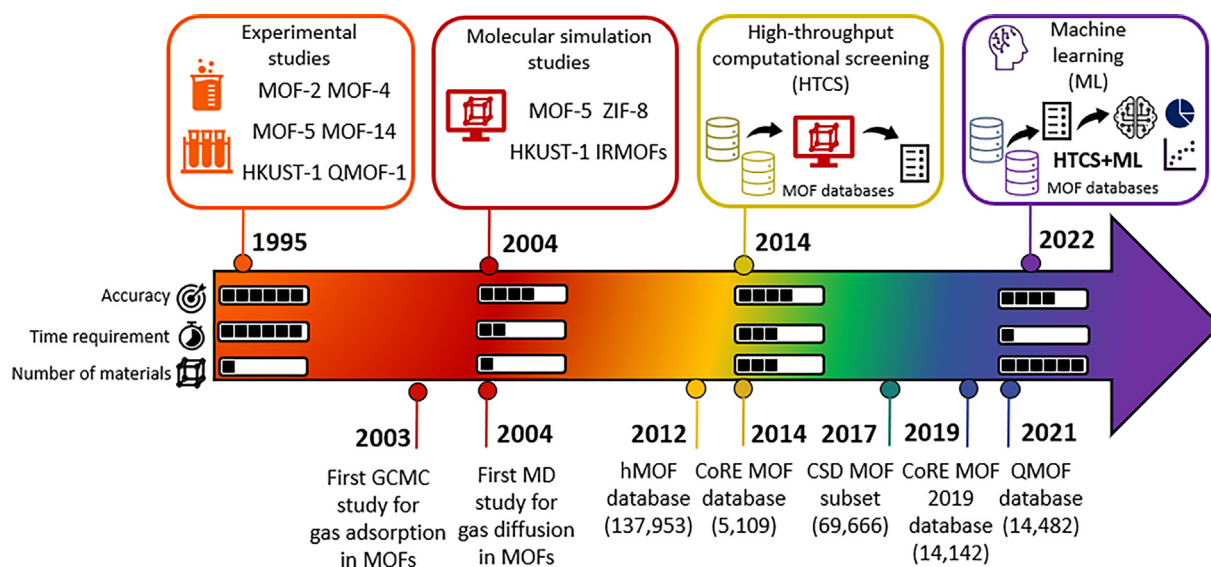 Experimental
studies
MOF-2 MOF-4
MOF-5 MOF-14
HKUST-1 QMOF-1
Molecular simulation
studies
MOF-5 ZIF-8
HKUST-1 IRMOFs
High-throughput
computational screening
(HTCS)
MOF databases
Machine
learning
(ML)
HTCS+ML
MOF databases
1995
2004
2014
2022
Accuracy
Time requirement
Number of materials
2003
First GCMC
study for
gas adsorption
in MOFs
2004
First MD
study for
gas diffusion
in MOFs
2012
hMOF
database
(137,953)
2014
CoRE MOF
database
(5,109)
2017
CSD MOF
subset
(69,666)
2019
CoRE MOF
2019
database
(14,142)
2021
QMOF
database
(14,482)